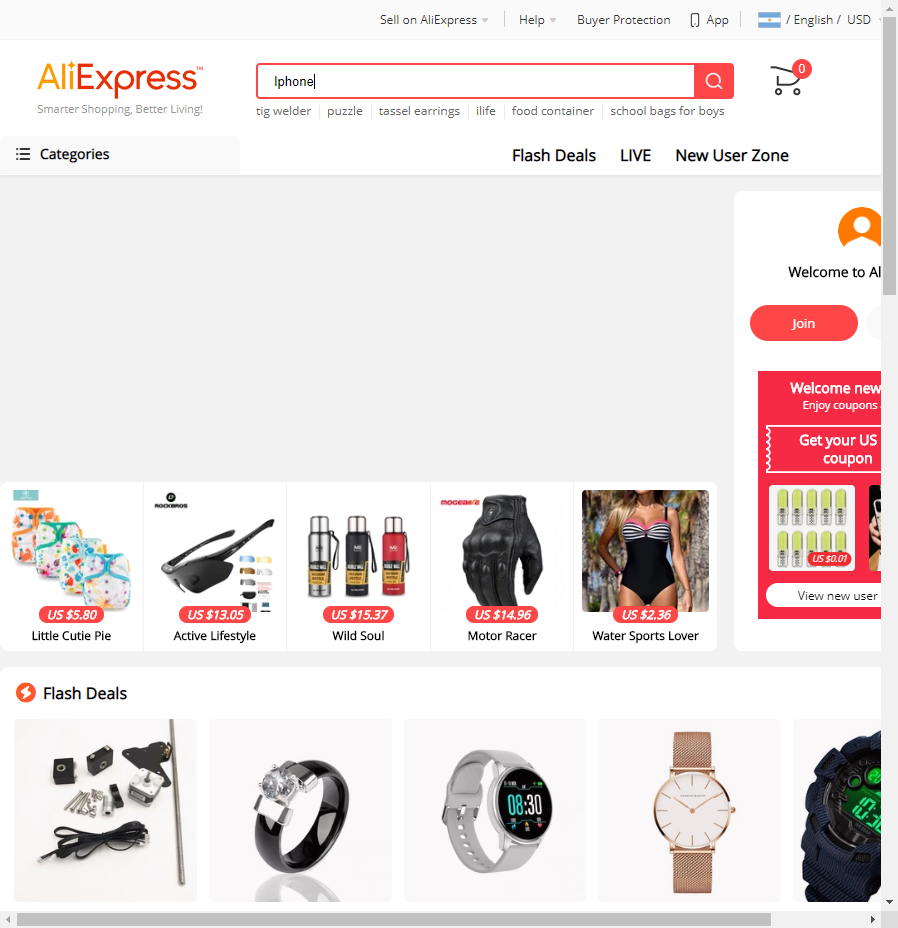 Sell on AliExpress
Help
Buyer Protection
App
/ English / USD
AliExpress™
Smarter Shopping, Better Living!
Iphone
0
tig welder
puzzle
tassel earrings
ilife
food container
school bags for boys
Categories
Flash Deals
LIVE
New User Zone
Welcome to Al
Join
Welcome new
Enjoy coupons
Get your US
coupon
US $0.01
View new user
ROCKBROS
MOGEBIKE
US $5.80
US $13.05
US $15.37
US $14.96
US $2.36
Little Cutie Pie
Active Lifestyle
Wild Soul
Motor Racer
Water Sports Lover
Flash Deals
08:30